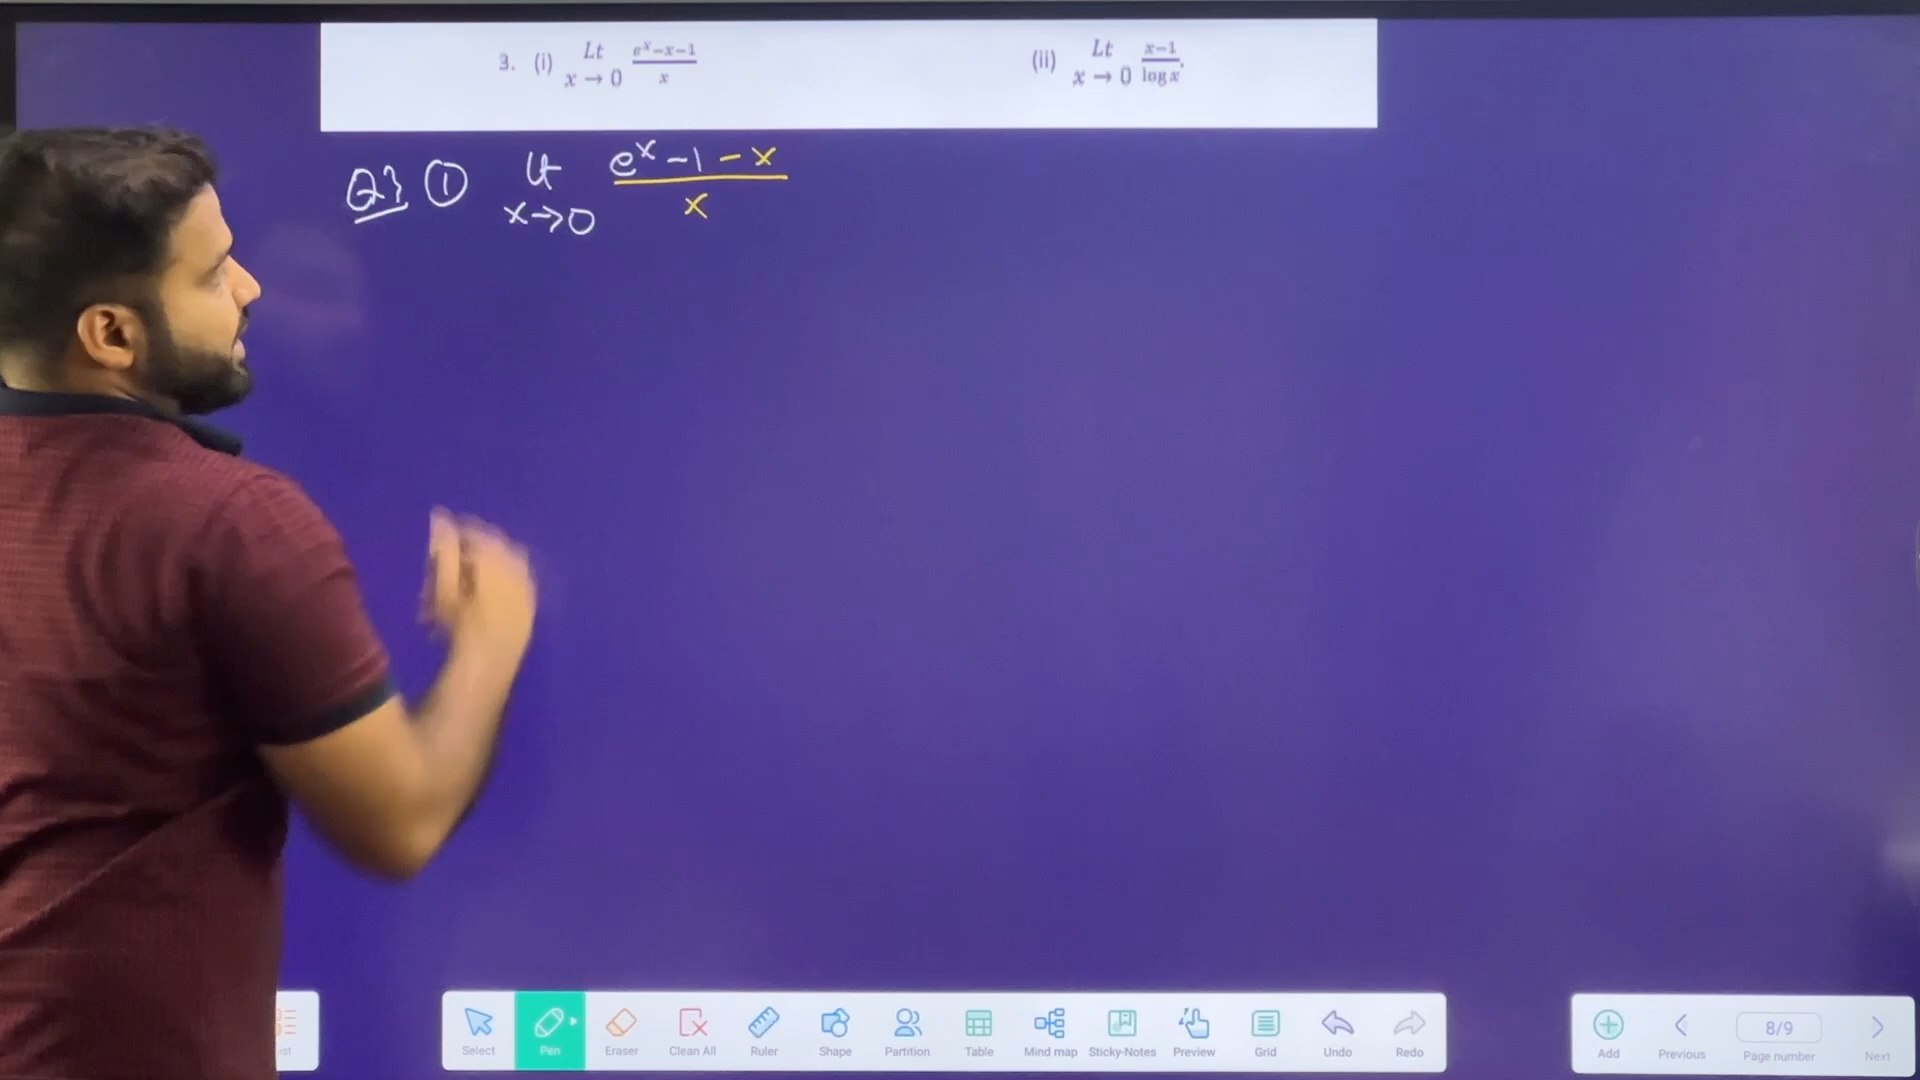 3. (i) Lt x → 0 (e^x−x−1)/x (ii) Lt x → 0 (x−1)/(log x).
Q3 ① Lt x→0 (e^x −1 − x)/x
Select Pen Eraser Clean All Ruler Shape Partition Table Mind map Sticky-Notes Preview Grid Undo Redo
Add Previous 8/9 Page number Next